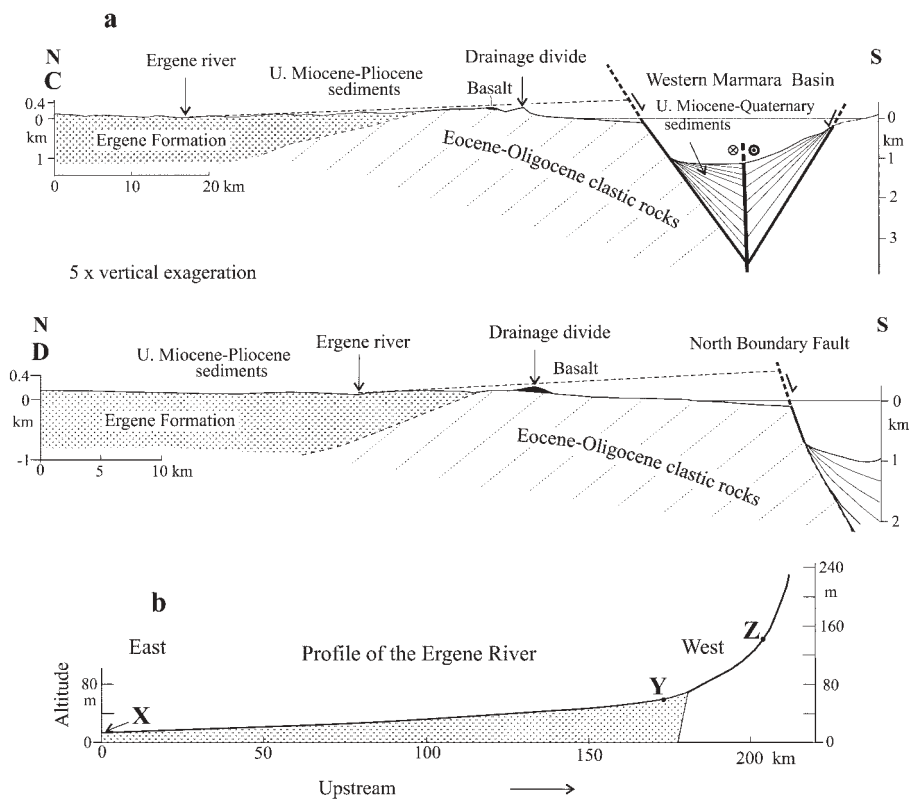 a
N
C
Ergene river
U. Miocene-Pliocene
sediments
Basalt
Drainage divide
Western Marmara Basin
U. Miocene-Quaternary
sediments
S
0.4
0
km
1
Ergene Formation
0 10 20 km
Eocene-Oligocene clastic rocks
0
km
1
2
3
5 x vertical exageration
N
D
U. Miocene-Pliocene
sediments
Ergene river
Drainage divide
Basalt
North Boundary Fault
S
0.4
0
km
-1
Ergene Formation
0 5 10 km
Eocene-Oligocene clastic rocks
0
km
1
2
b
East
Profile of the Ergene River
West
Altitude
80
m
0
X
Y
Z
240
m
160
80
0
0 50 100 150 200 km
Upstream